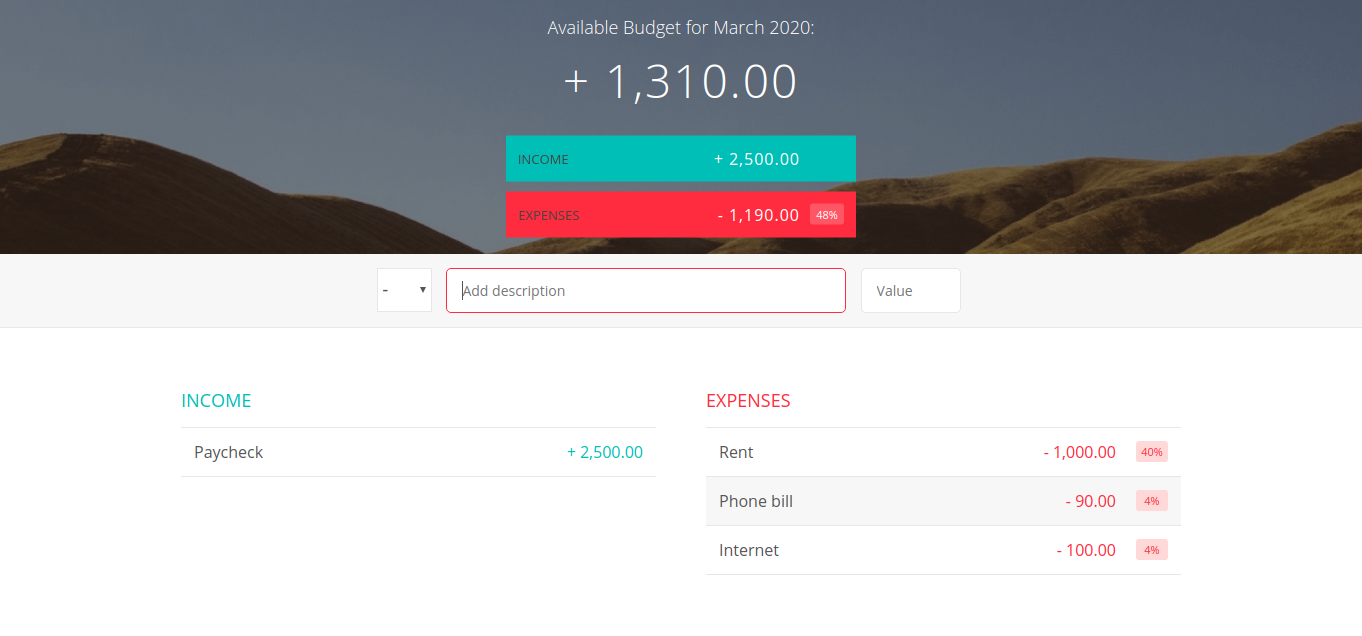 Available Budget for March 2020:
+ 1,310.00
INCOME + 2,500.00
EXPENSES - 1,190.00 48%
- ▼ Add description Value
INCOME
Paycheck + 2,500.00
EXPENSES
Rent - 1,000.00 40%
Phone bill - 90.00 4%
Internet - 100.00 4%